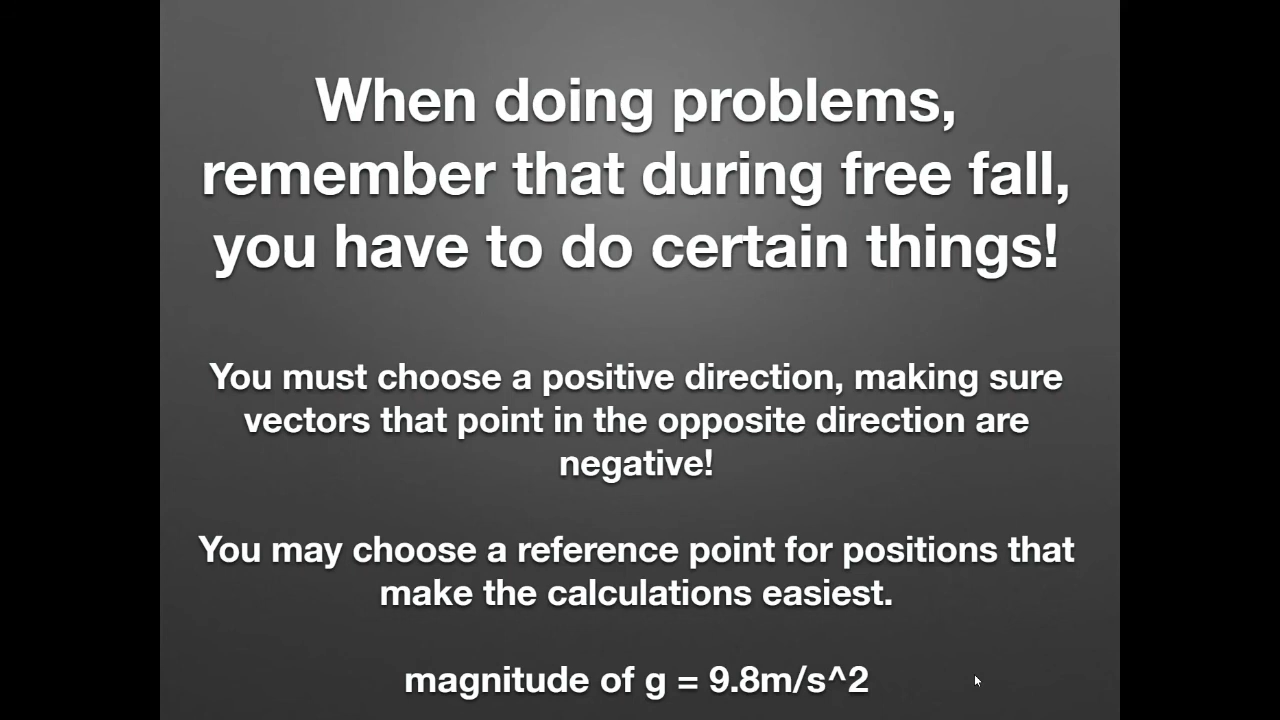 When doing problems,
remember that during free fall,
you have to do certain things!
You must choose a positive direction, making sure
vectors that point in the opposite direction are
negative!
You may choose a reference point for positions that
make the calculations easiest.
magnitude of g = 9.8m/s^2